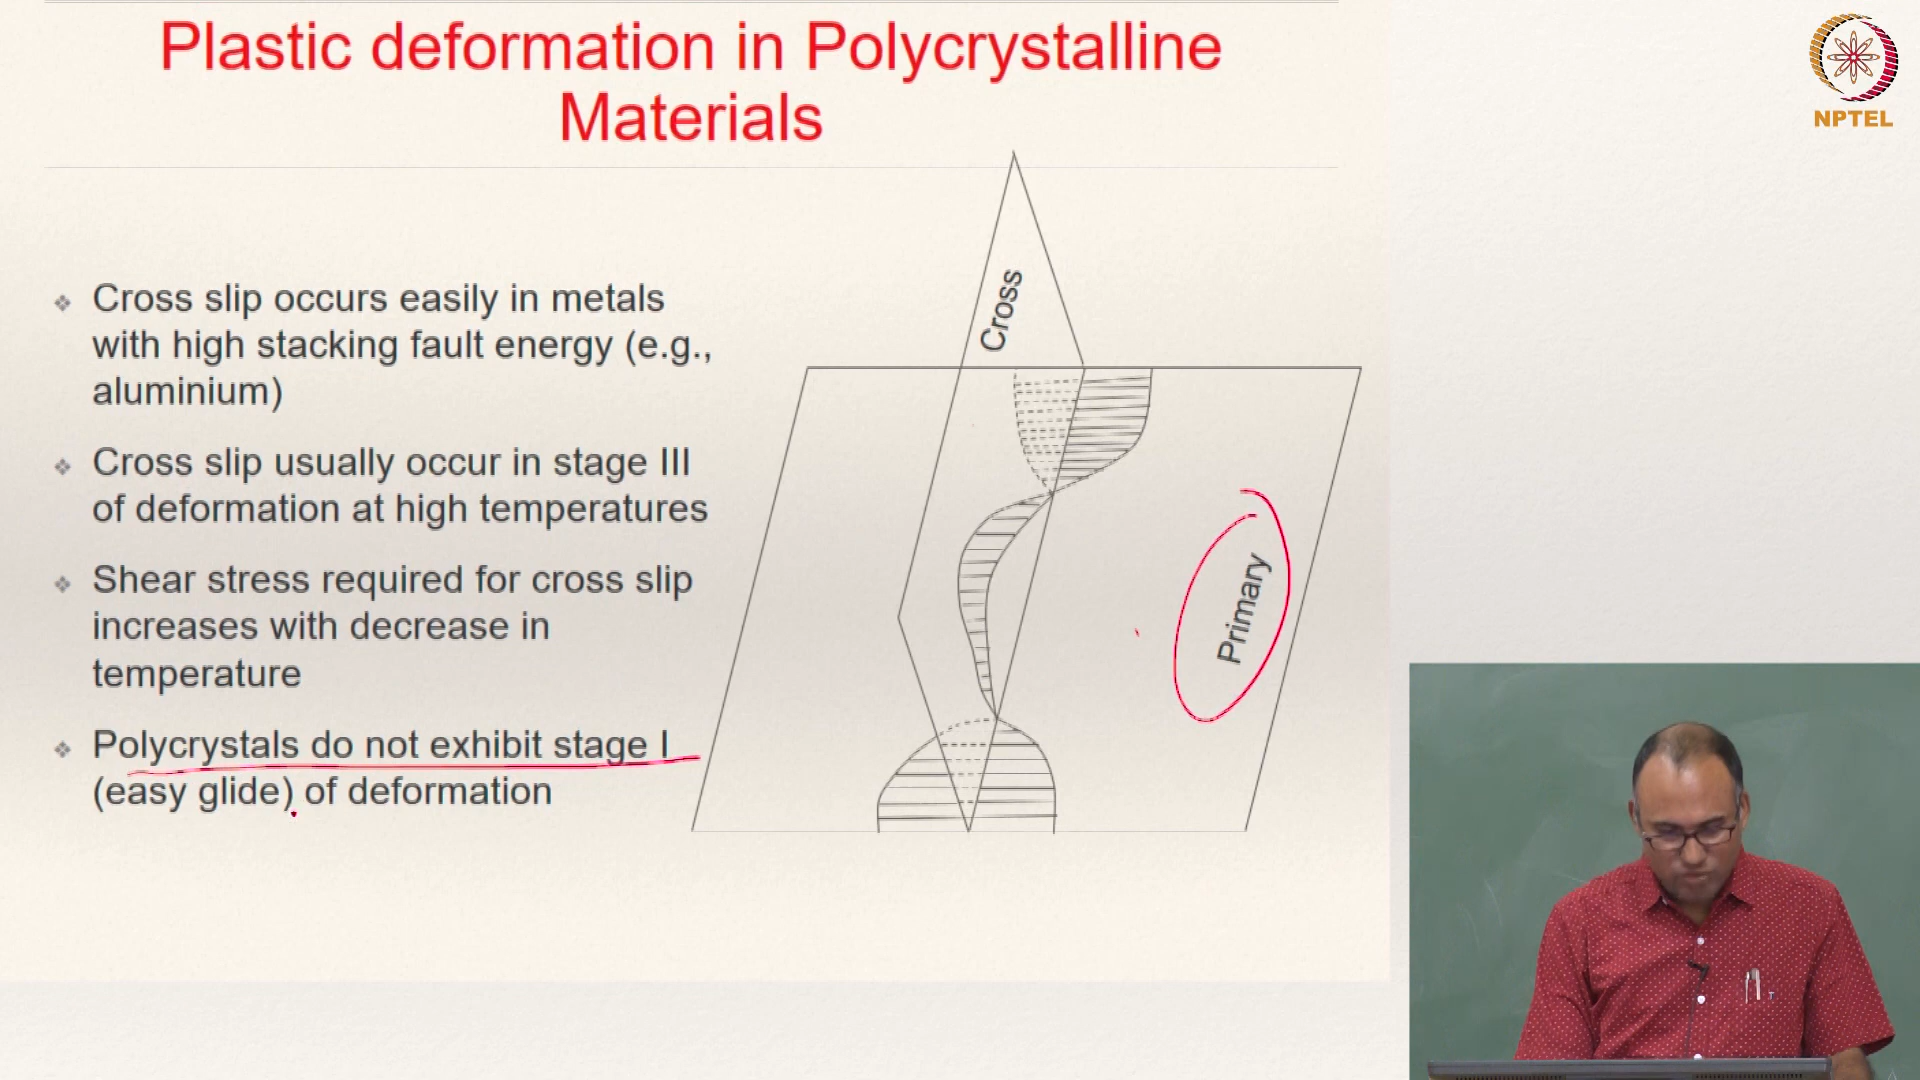 Plastic deformation in Polycrystalline
Materials
NPTEL
❖ Cross slip occurs easily in metals
with high stacking fault energy (e.g.,
aluminium)
❖ Cross slip usually occur in stage III
of deformation at high temperatures
❖ Shear stress required for cross slip
increases with decrease in
temperature
❖ Polycrystals do not exhibit stage I
(easy glide) of deformation
Cross
Primary